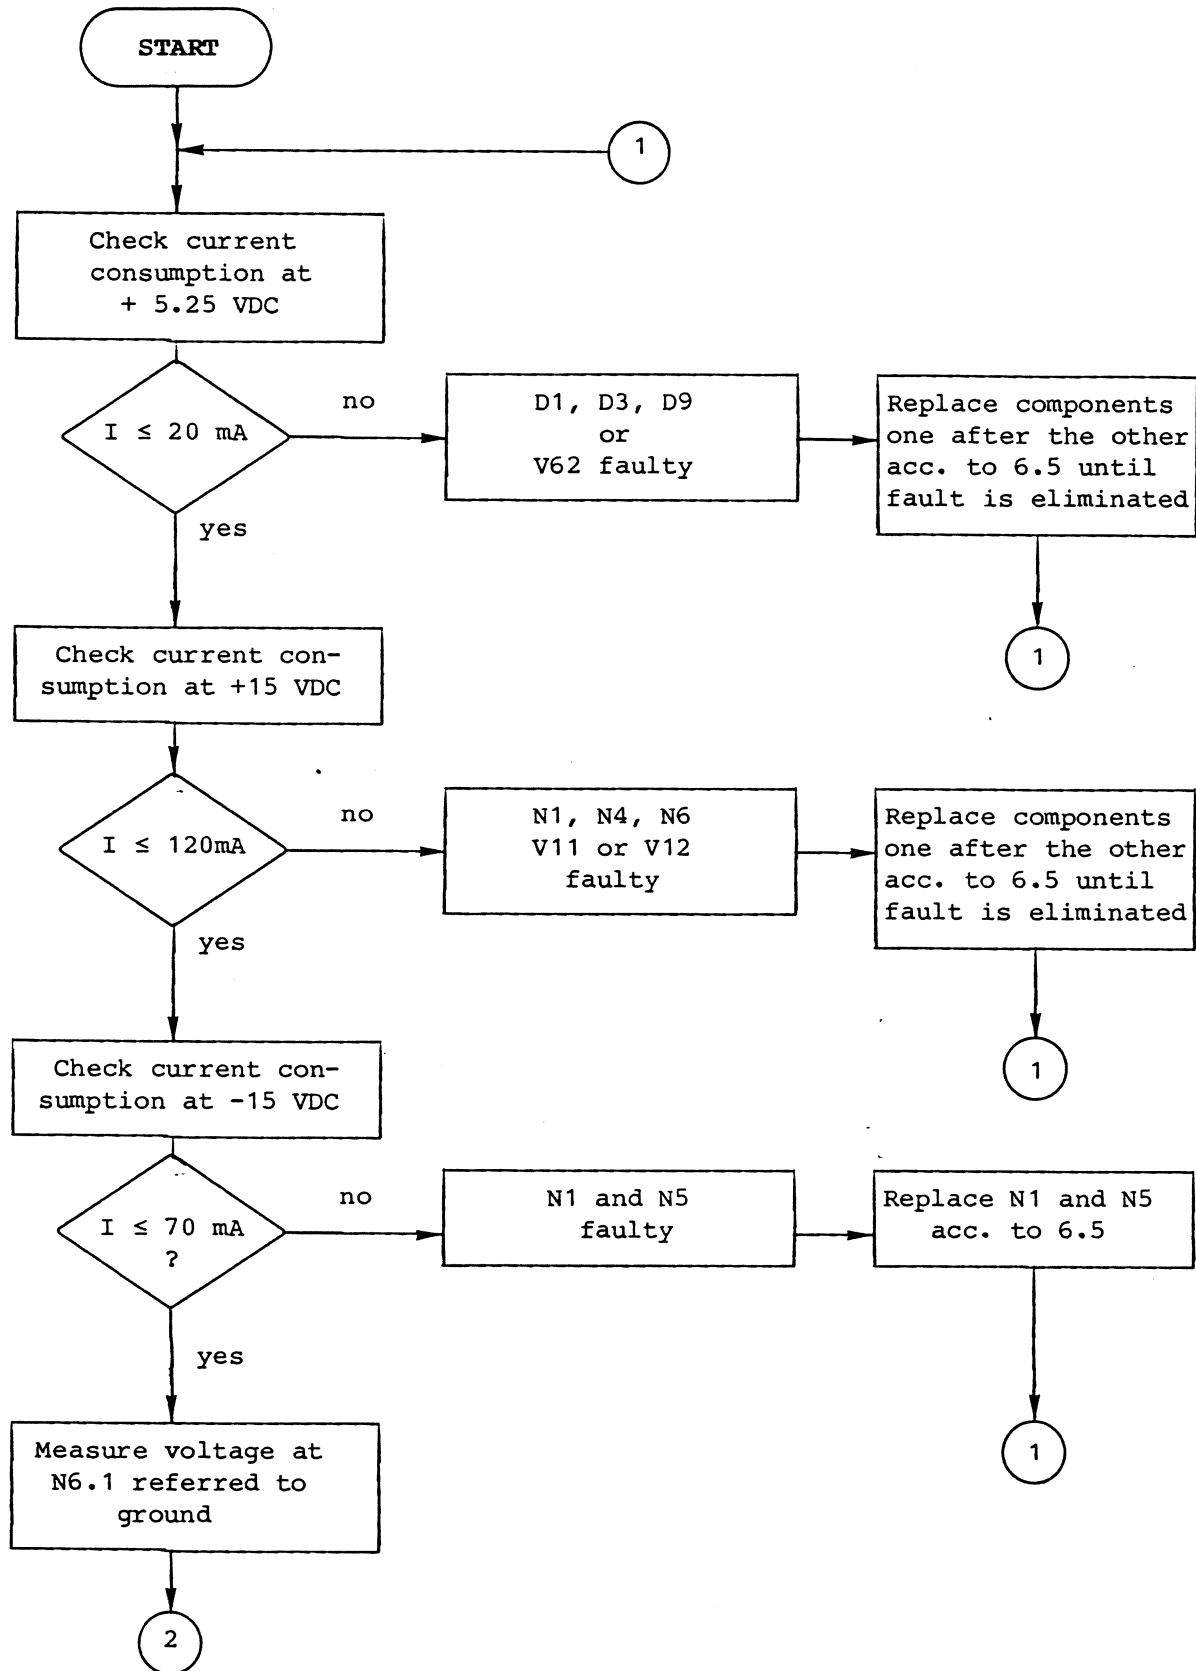 START
1
Check current
consumption at
+ 5.25 VDC
I ≤ 20 mA
no
D1, D3, D9
or
V62 faulty
Replace components
one after the other
acc. to 6.5 until
fault is eliminated
1
yes
Check current con-
sumption at +15 VDC
I ≤ 120mA
no
N1, N4, N6
V11 or V12
faulty
Replace components
one after the other
acc. to 6.5 until
fault is eliminated
1
yes
Check current con-
sumption at -15 VDC
I ≤ 70 mA
?
no
N1 and N5
faulty
Replace N1 and N5
acc. to 6.5
1
yes
Measure voltage at
N6.1 referred to
ground
2